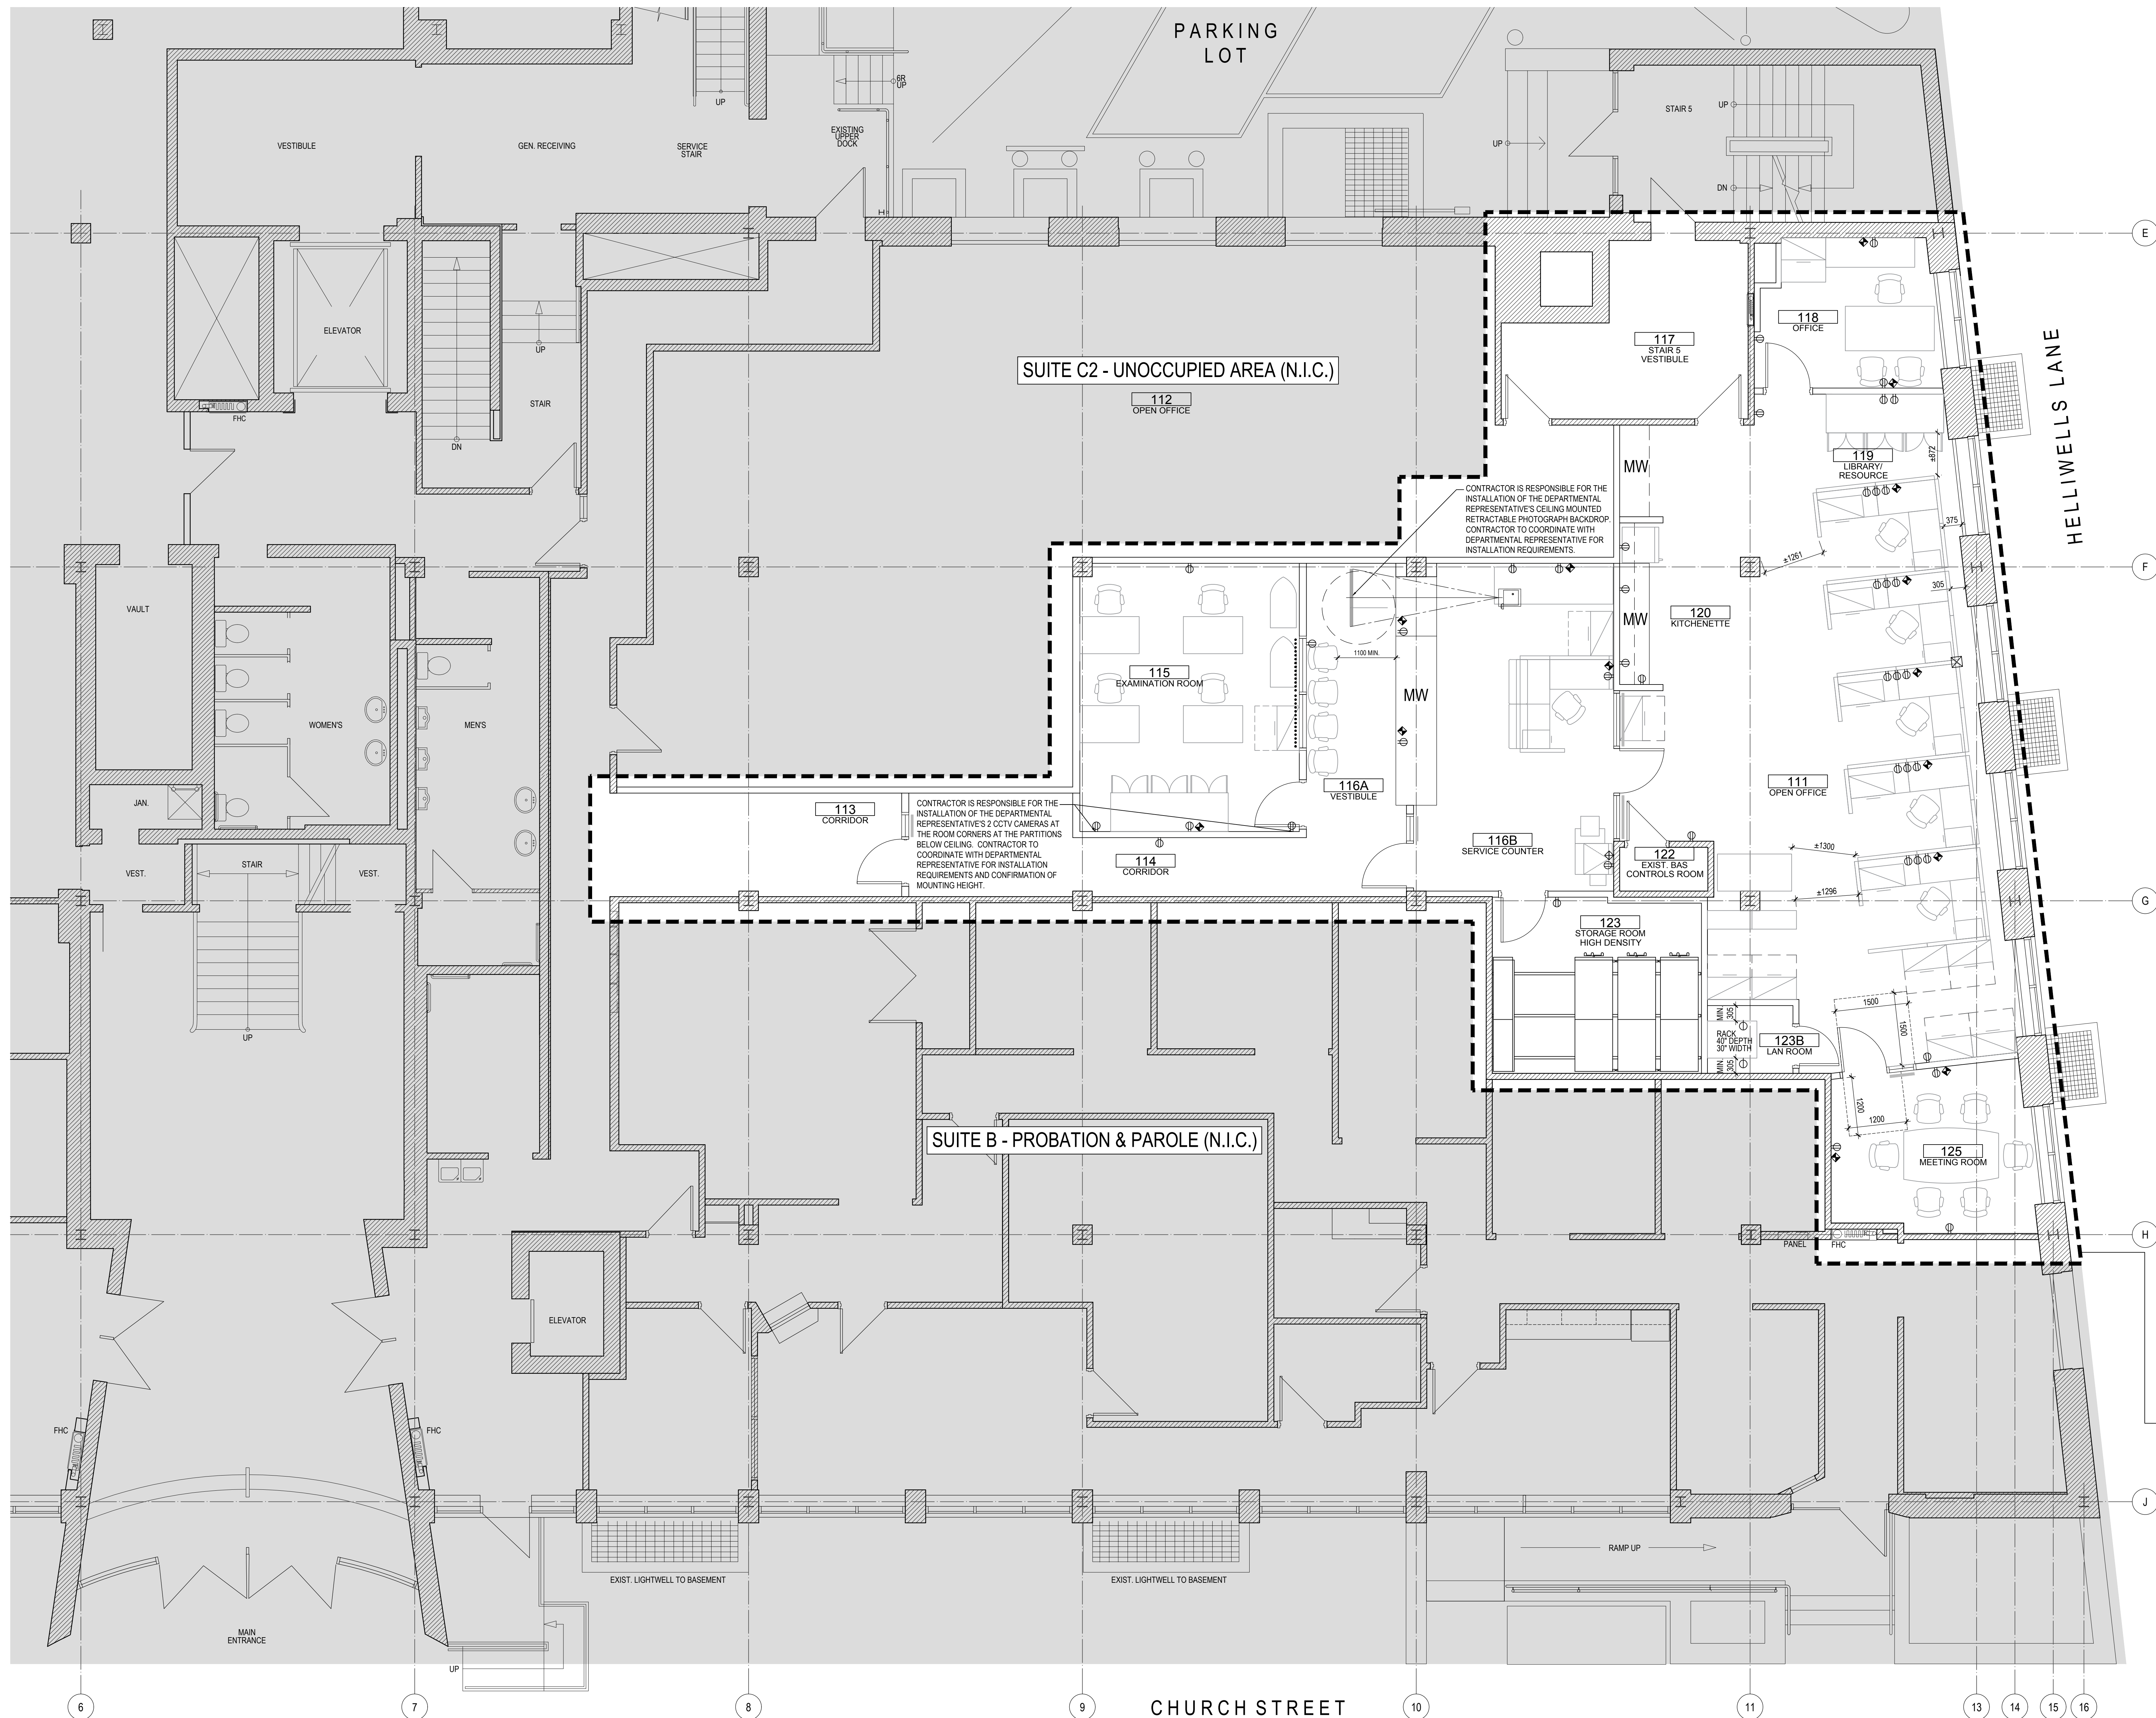 PARKING
LOT
6R
UP
UP
EXISTING
UPPER
DOCK
VESTIBULE
GEN. RECEIVING
SERVICE
STAIR
STAIR 5
UP
UP
DN
E
ELEVATOR
UP
STAIR
DN
FHC
SUITE C2 - UNOCCUPIED AREA (N.I.C.)
112
OPEN OFFICE
117
STAIR 5
VESTIBULE
118
OFFICE
HELLIWELLS LANE
119
LIBRARY/
RESOURCE
±872
MW
CONTRACTOR IS RESPONSIBLE FOR THE
INSTALLATION OF THE DEPARTMENTAL
REPRESENTATIVE'S CEILING MOUNTED
RETRACTABLE PHOTOGRAPH BACKDROP.
CONTRACTOR TO COORDINATE WITH
DEPARTMENTAL REPRESENTATIVE FOR
INSTALLATION REQUIREMENTS.
375
±1261
305
F
VAULT
MW
120
KITCHENETTE
1100 MIN.
115
EXAMINATION ROOM
MW
WOMEN'S
MEN'S
116A
VESTIBULE
111
OPEN OFFICE
JAN.
113
CORRIDOR
CONTRACTOR IS RESPONSIBLE FOR THE
INSTALLATION OF THE DEPARTMENTAL
REPRESENTATIVE'S 2 CCTV CAMERAS AT
THE ROOM CORNERS AT THE PARTITIONS
BELOW CEILING. CONTRACTOR TO
COORDINATE WITH DEPARTMENTAL
REPRESENTATIVE FOR INSTALLATION
REQUIREMENTS AND CONFIRMATION OF
MOUNTING HEIGHT.
114
CORRIDOR
116B
SERVICE COUNTER
122
EXIST. BAS
CONTROLS ROOM
±1300
±1296
VEST.
STAIR
VEST.
G
123
STORAGE ROOM
HIGH DENSITY
UP
MIN.
305
RACK
40" DEPTH
30" WIDTH
MIN.
305
123B
LAN ROOM
1500
1500
1200
1200
SUITE B - PROBATION & PAROLE (N.I.C.)
125
MEETING ROOM
PANEL
FHC
H
ELEVATOR
FHC
FHC
J
RAMP UP
EXIST. LIGHTWELL TO BASEMENT
EXIST. LIGHTWELL TO BASEMENT
MAIN
ENTRANCE
UP
6
7
8
9
CHURCH STREET
10
11
13
14
15
16